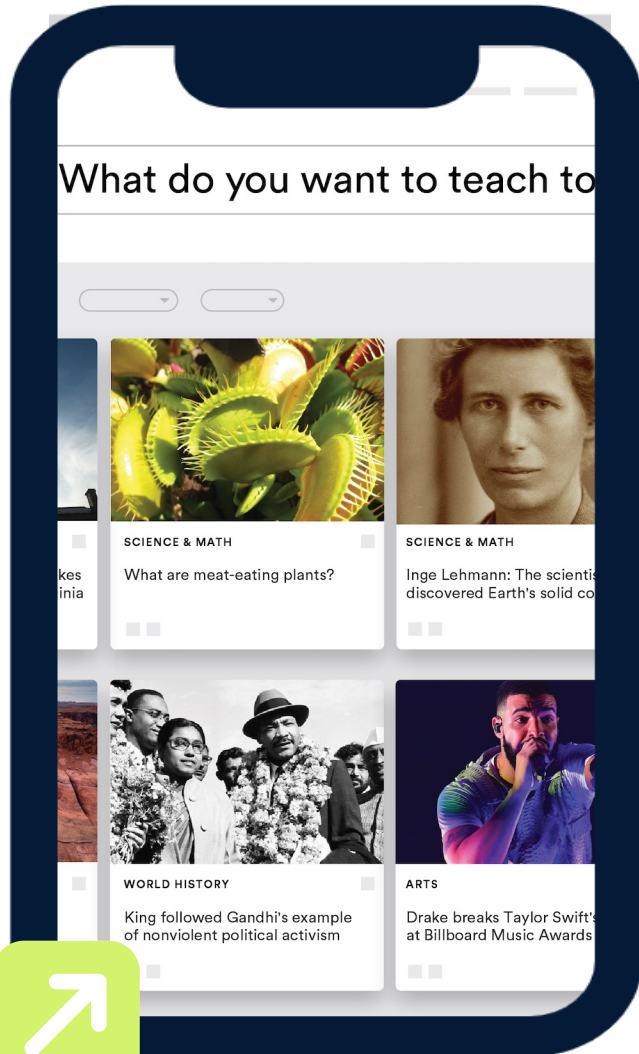 What do you want to teach to
SCIENCE & MATH
SCIENCE & MATH
kes
inia
What are meat-eating plants?
Inge Lehmann: The scientis
discovered Earth's solid co
WORLD HISTORY
ARTS
King followed Gandhi's example
of nonviolent political activism
Drake breaks Taylor Swift's
at Billboard Music Awards